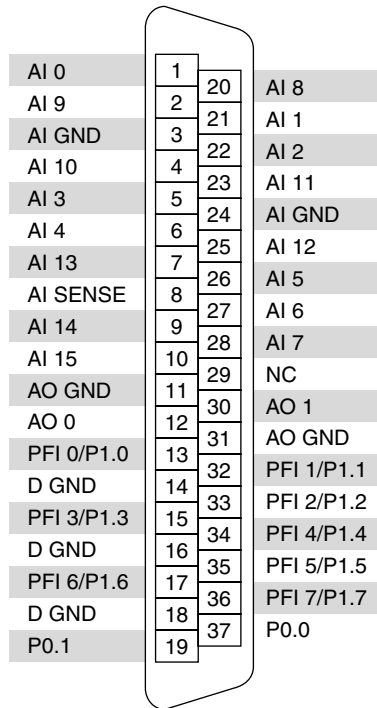 AI 0 1
20 AI 8
AI 9 2
21 AI 1
AI GND 3
22 AI 2
AI 10 4
23 AI 11
AI 3 5
24 AI GND
AI 4 6
25 AI 12
AI 13 7
26 AI 5
AI SENSE 8
27 AI 6
AI 14 9
28 AI 7
AI 15 10
29 NC
AO GND 11
30 AO 1
AO 0 12
31 AO GND
PFI 0/P1.0 13
32 PFI 1/P1.1
D GND 14
33 PFI 2/P1.2
PFI 3/P1.3 15
34 PFI 4/P1.4
D GND 16
35 PFI 5/P1.5
PFI 6/P1.6 17
36 PFI 7/P1.7
D GND 18
37 P0.0
P0.1 19